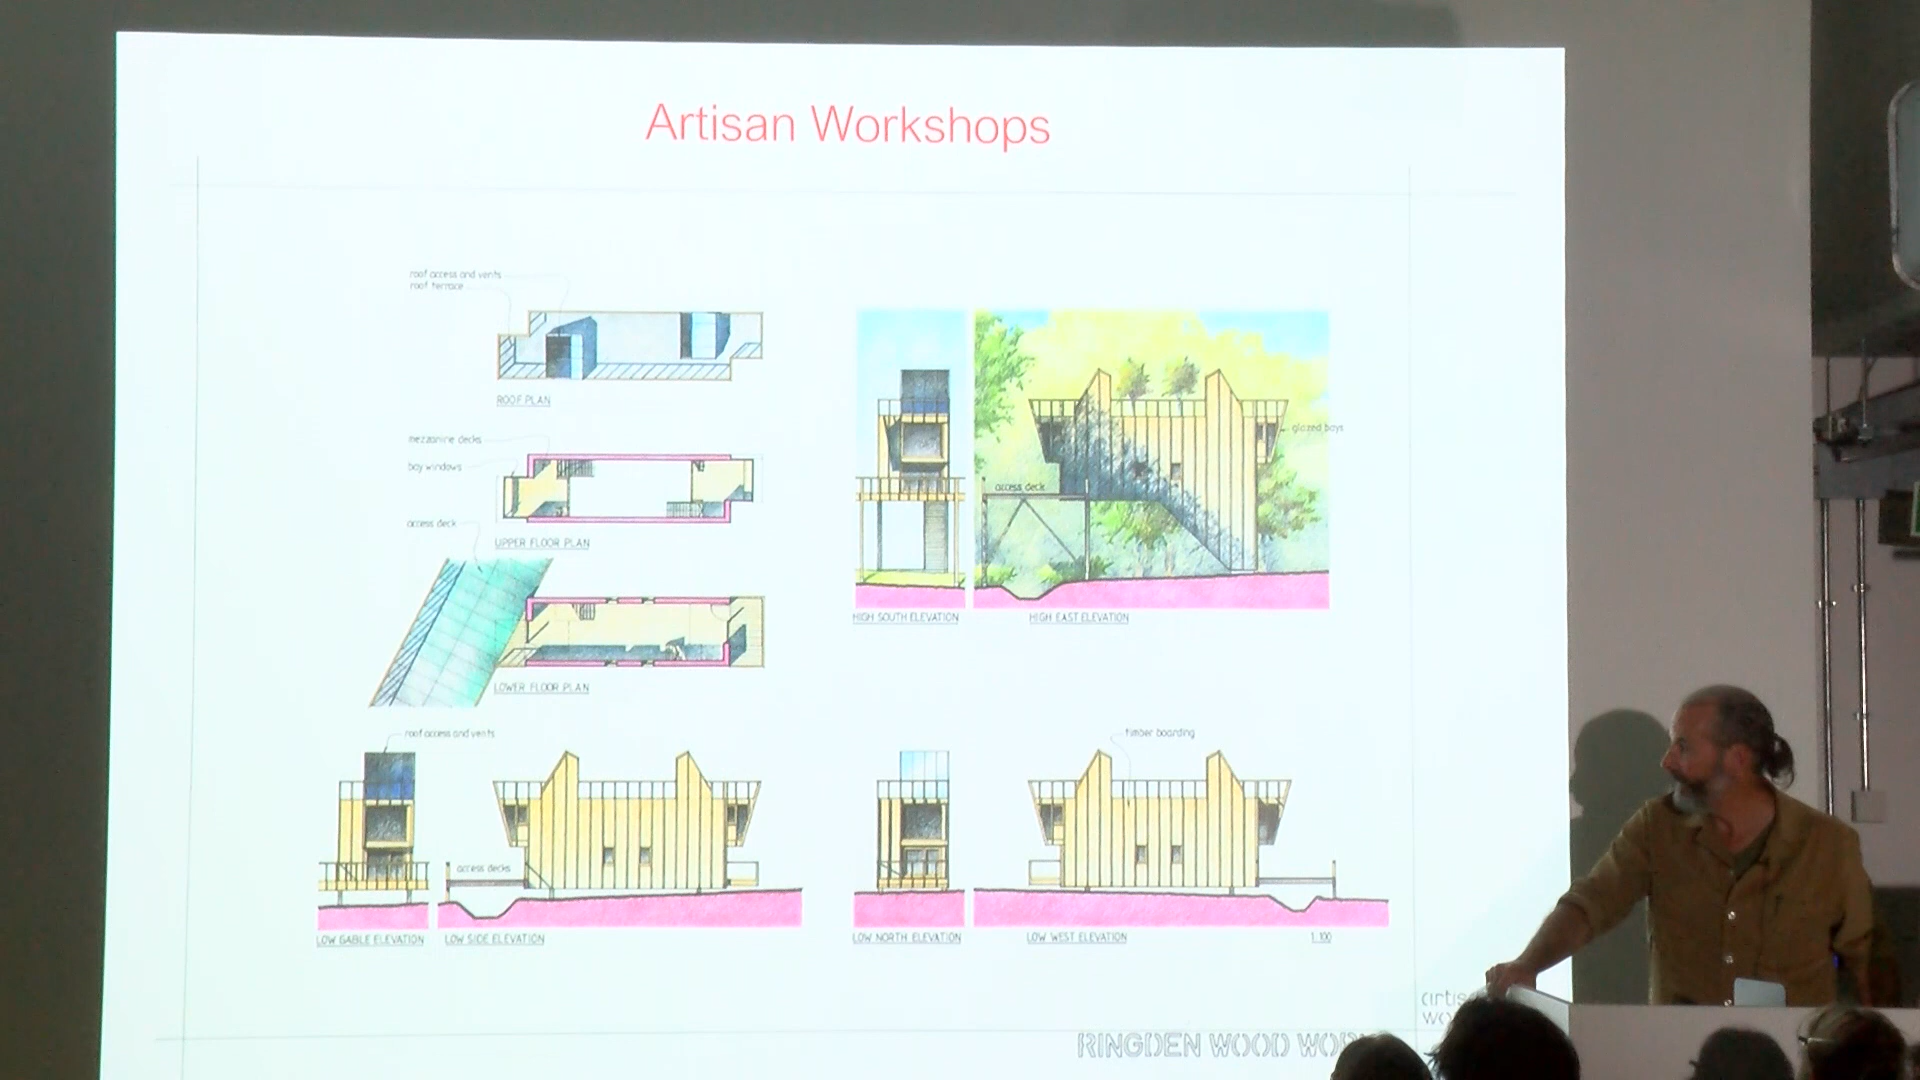 Artisan Workshops
roof access and vents
roof terrace
ROOF PLAN
mezzanine decks
bay windows
access deck
UPPER FLOOR PLAN
LOWER FLOOR PLAN
glazed bays
access deck
HIGH SOUTH ELEVATION
HIGH EAST ELEVATION
roof access and vents
access decks
LOW GABLE ELEVATION
LOW SIDE ELEVATION
timber boarding
LOW NORTH ELEVATION
LOW WEST ELEVATION
1:100
RINGDEN WOOD